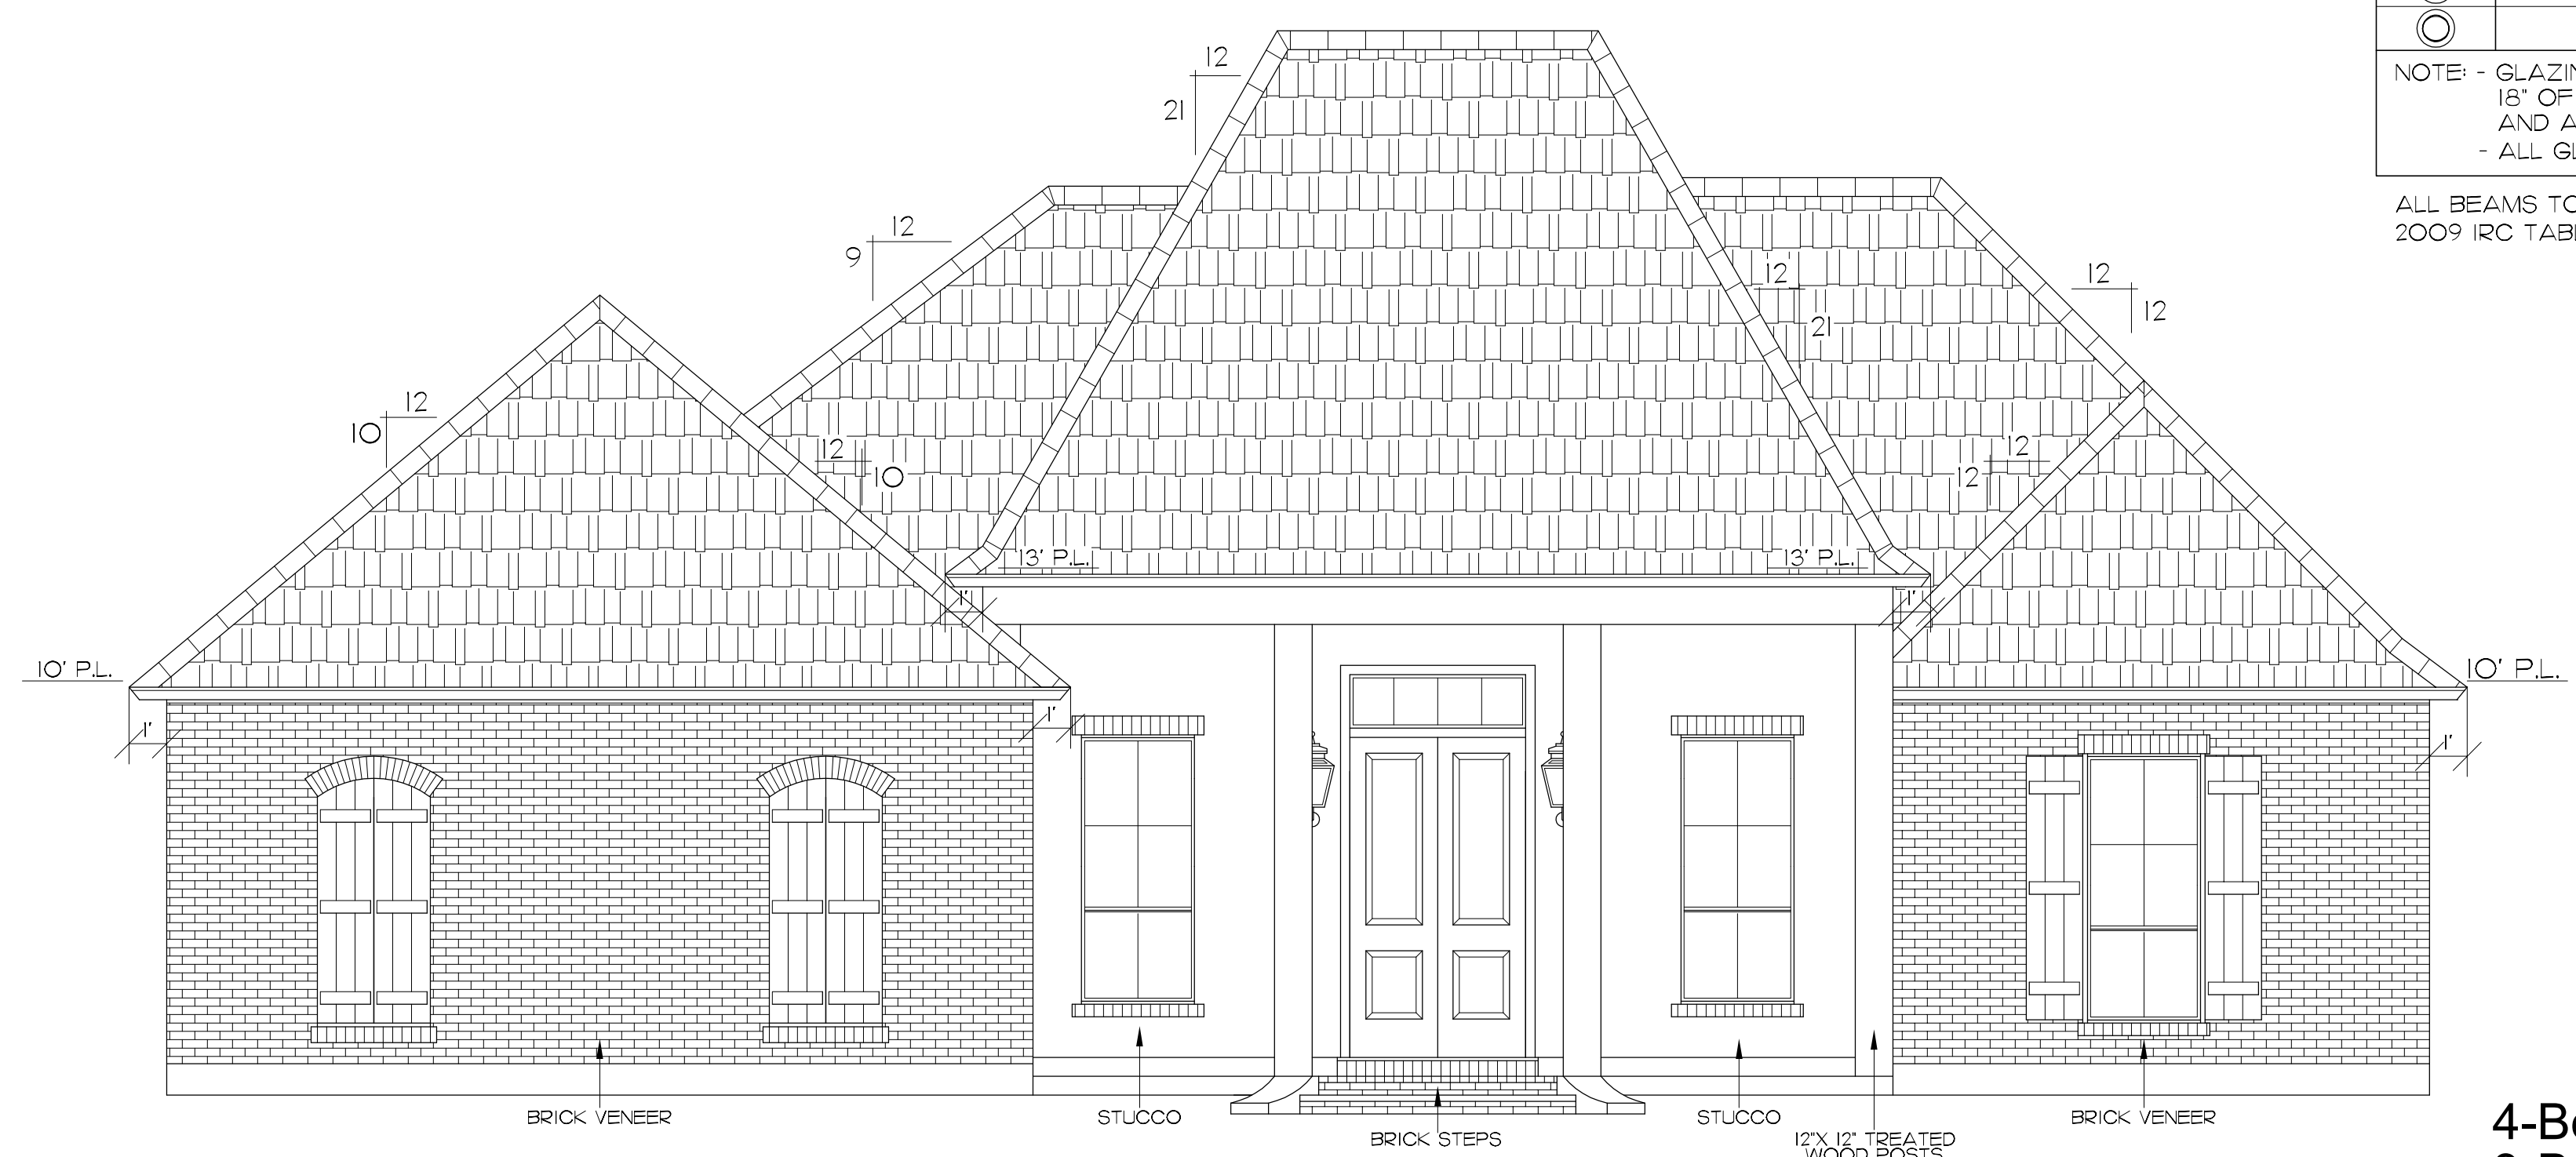 12
21
12
9
12
10
12
10
12
21
12
12
12
12
13' P.L.
13' P.L.
1'
1'
10' P.L.
10' P.L.
1'
1'
1'
BRICK VENEER
STUCCO
BRICK STEPS
STUCCO
12"X 12" TREATED
WOOD POSTS
BRICK VENEER
NOTE: - GLAZIN
18" OF
AND A
- ALL GL
ALL BEAMS TO
2009 IRC TAB